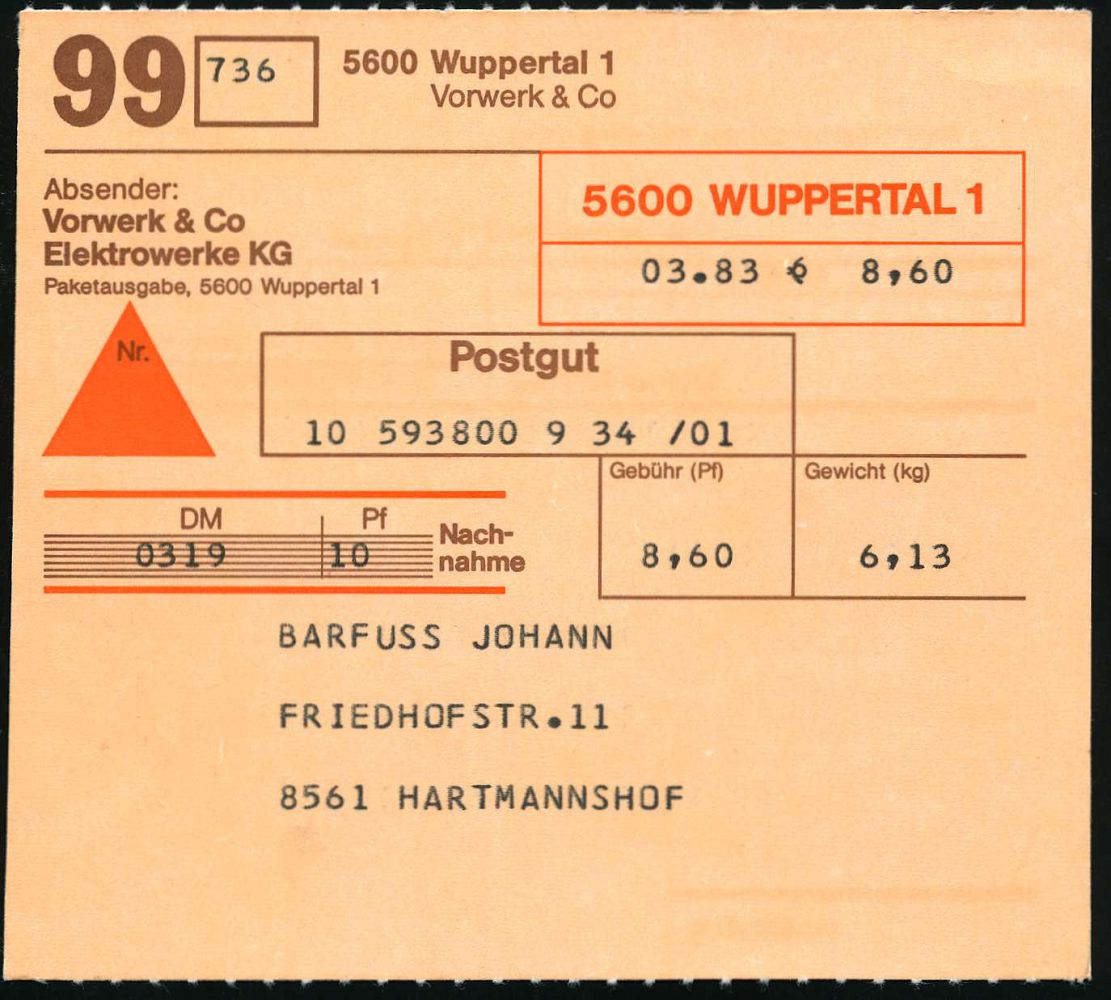 99 736 5600 Wuppertal 1
Vorwerk & Co
Absender:
Vorwerk & Co
Elektrowerke KG
Paketausgabe, 5600 Wuppertal 1
5600 WUPPERTAL 1
03.83 8,60
Nr.
Postgut
10 593800 9 34 /01
Gebühr (Pf)
8,60
Gewicht (kg)
6,13
DM Pf
0319 10
Nach-
nahme
BARFUSS JOHANN
FRIEDHOFSTR.11
8561 HARTMANNSHOF